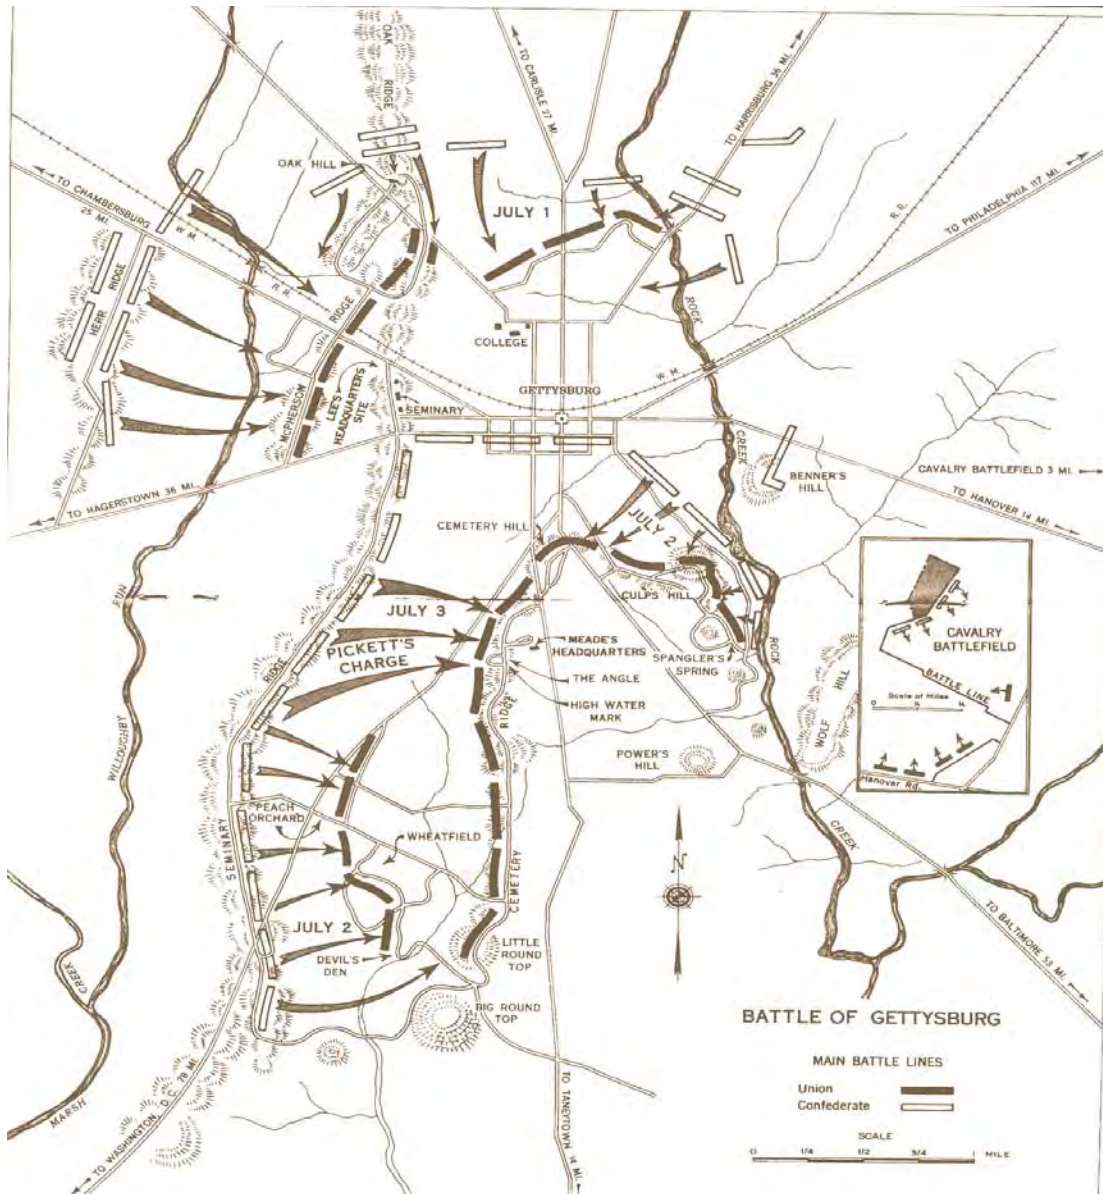 OAK
RIDGE
OAK HILL
TO CARLISLE 27 MI.
TO HARRISBURG 36 MI.
TO CHAMBERSBURG
25 MI.
W. M.
R. R.
JULY 1
TO PHILADELPHIA 117 MI.
R. R.
HERR
RIDGE
RIDGE
MCPHERSON
LEE'S
HEADQUARTERS
SITE
COLLEGE
ROCK
W. M.
GETTYSBURG
SEMINARY
CREEK
BENNER'S
HILL
CAVALRY BATTLEFIELD 3 MI.
TO HANOVER 14 MI.
TO HAGERSTOWN 36 MI.
CEMETERY HILL
JULY 2
CULP'S HILL
RUN
JULY 3
PICKETT'S
CHARGE
MEADE'S
HEADQUARTERS
SPANGLER'S
SPRING
ROCK
THE ANGLE
HIGH WATER
MARK
RIDGE
RIDGE
CAVALRY
BATTLEFIELD
BATTLE LINE
Scale of Miles
Hanover Rd.
WOLF
HILL
POWER'S
HILL
WILLOUGHBY
PEACH
ORCHARD
WHEATFIELD
SEMINARY
CEMETERY
CREEK
N
JULY 2
DEVIL'S
DEN
LITTLE
ROUND
TOP
BIG ROUND
TOP
TO BALTIMORE 53 MI.
CREEK
MARSH
TO WASHINGTON, D.C. 78 MI.
TO TANEYTOWN 14 MI.
BATTLE OF GETTYSBURG
MAIN BATTLE LINES
Union
Confederate
SCALE
0 1/4 1/2 3/4 1 MILE